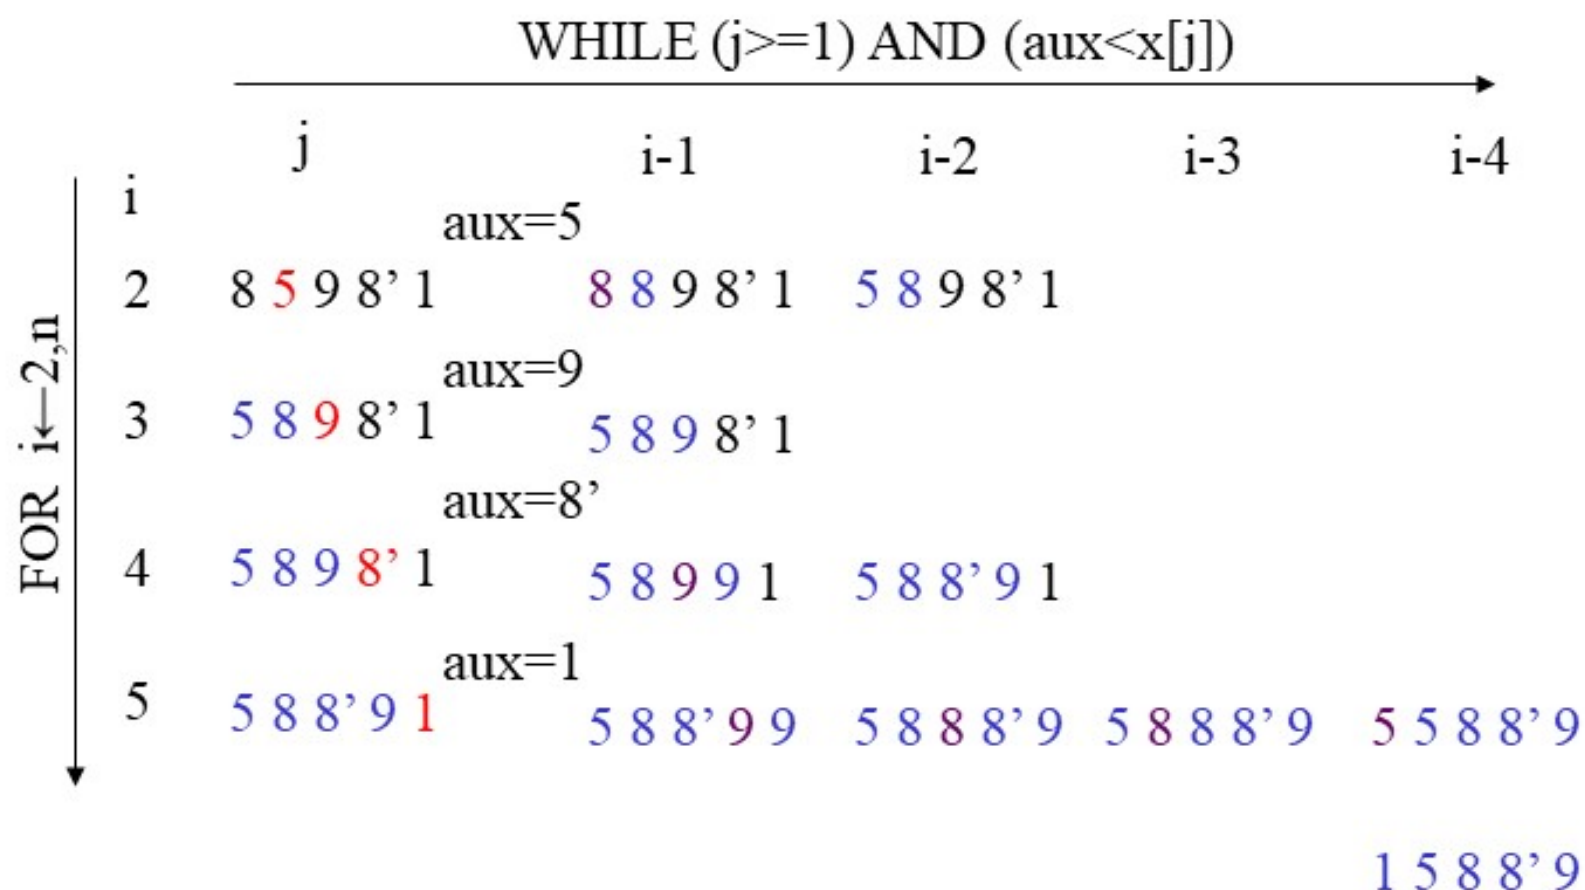 WHILE (j>=1) AND (aux<x[j])
j i-1 i-2 i-3 i-4
i
aux=5
2 8 5 9 8’ 1 8 8 9 8’ 1 5 8 9 8’ 1
aux=9
3 5 8 9 8’ 1 5 8 9 8’ 1
aux=8’
4 5 8 9 8’ 1 5 8 9 9 1 5 8 8’ 9 1
aux=1
5 5 8 8’ 9 1 5 8 8’ 9 9 5 8 8 8’ 9 5 8 8 8’ 9 5 5 8 8’ 9
1 5 8 8’ 9
FOR i←2,n